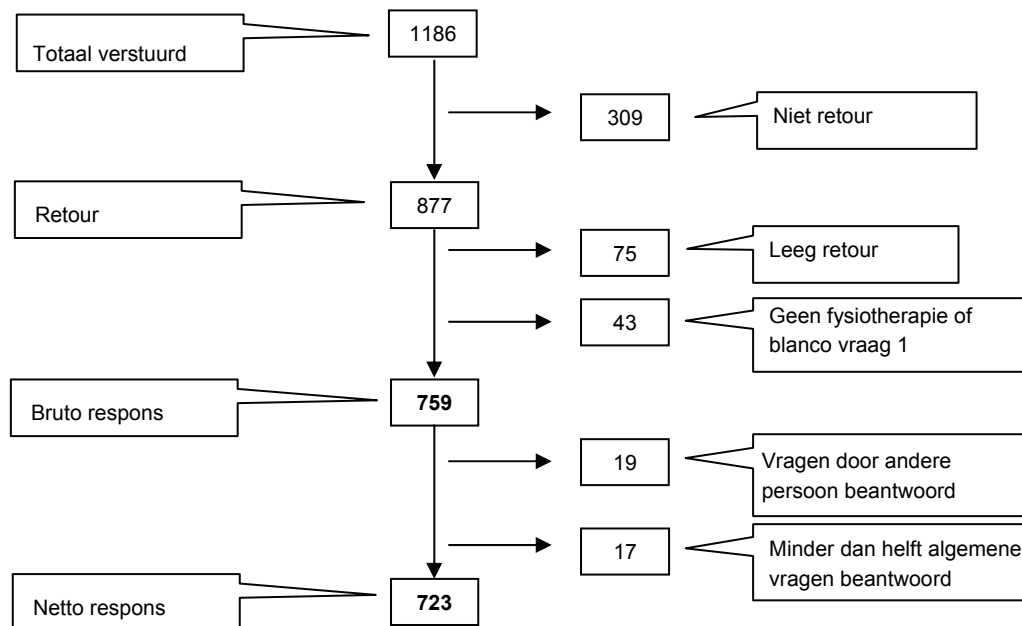 Totaal verstuurd
1186
309
Niet retour
Retour
877
75
Leeg retour
43
Geen fysiotherapie of
blanco vraag 1
Bruto respons
759
19
Vragen door andere
persoon beantwoord
17
Minder dan helft algemene
vragen beantwoord
Netto respons
723